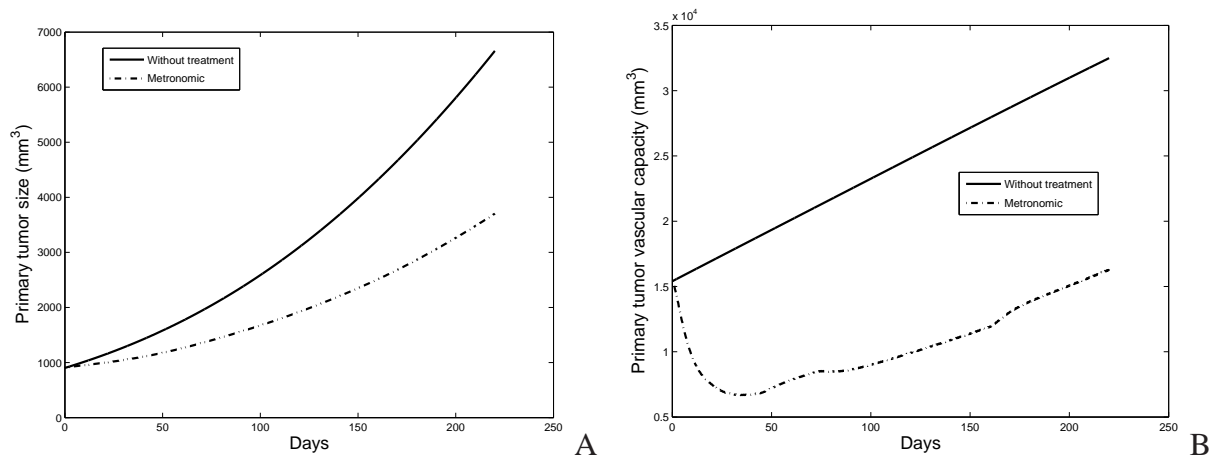 7000
6000
5000
4000
3000
2000
1000
0
Primary tumor size (mm³)
Without treatment
Metronomic
0 50 100 150 200 250
Days
A
x 10⁴
3.5
3
2.5
2
1.5
1
0.5
Primary tumor vascular capacity (mm³)
Without treatment
Metronomic
0 50 100 150 200 250
Days
B